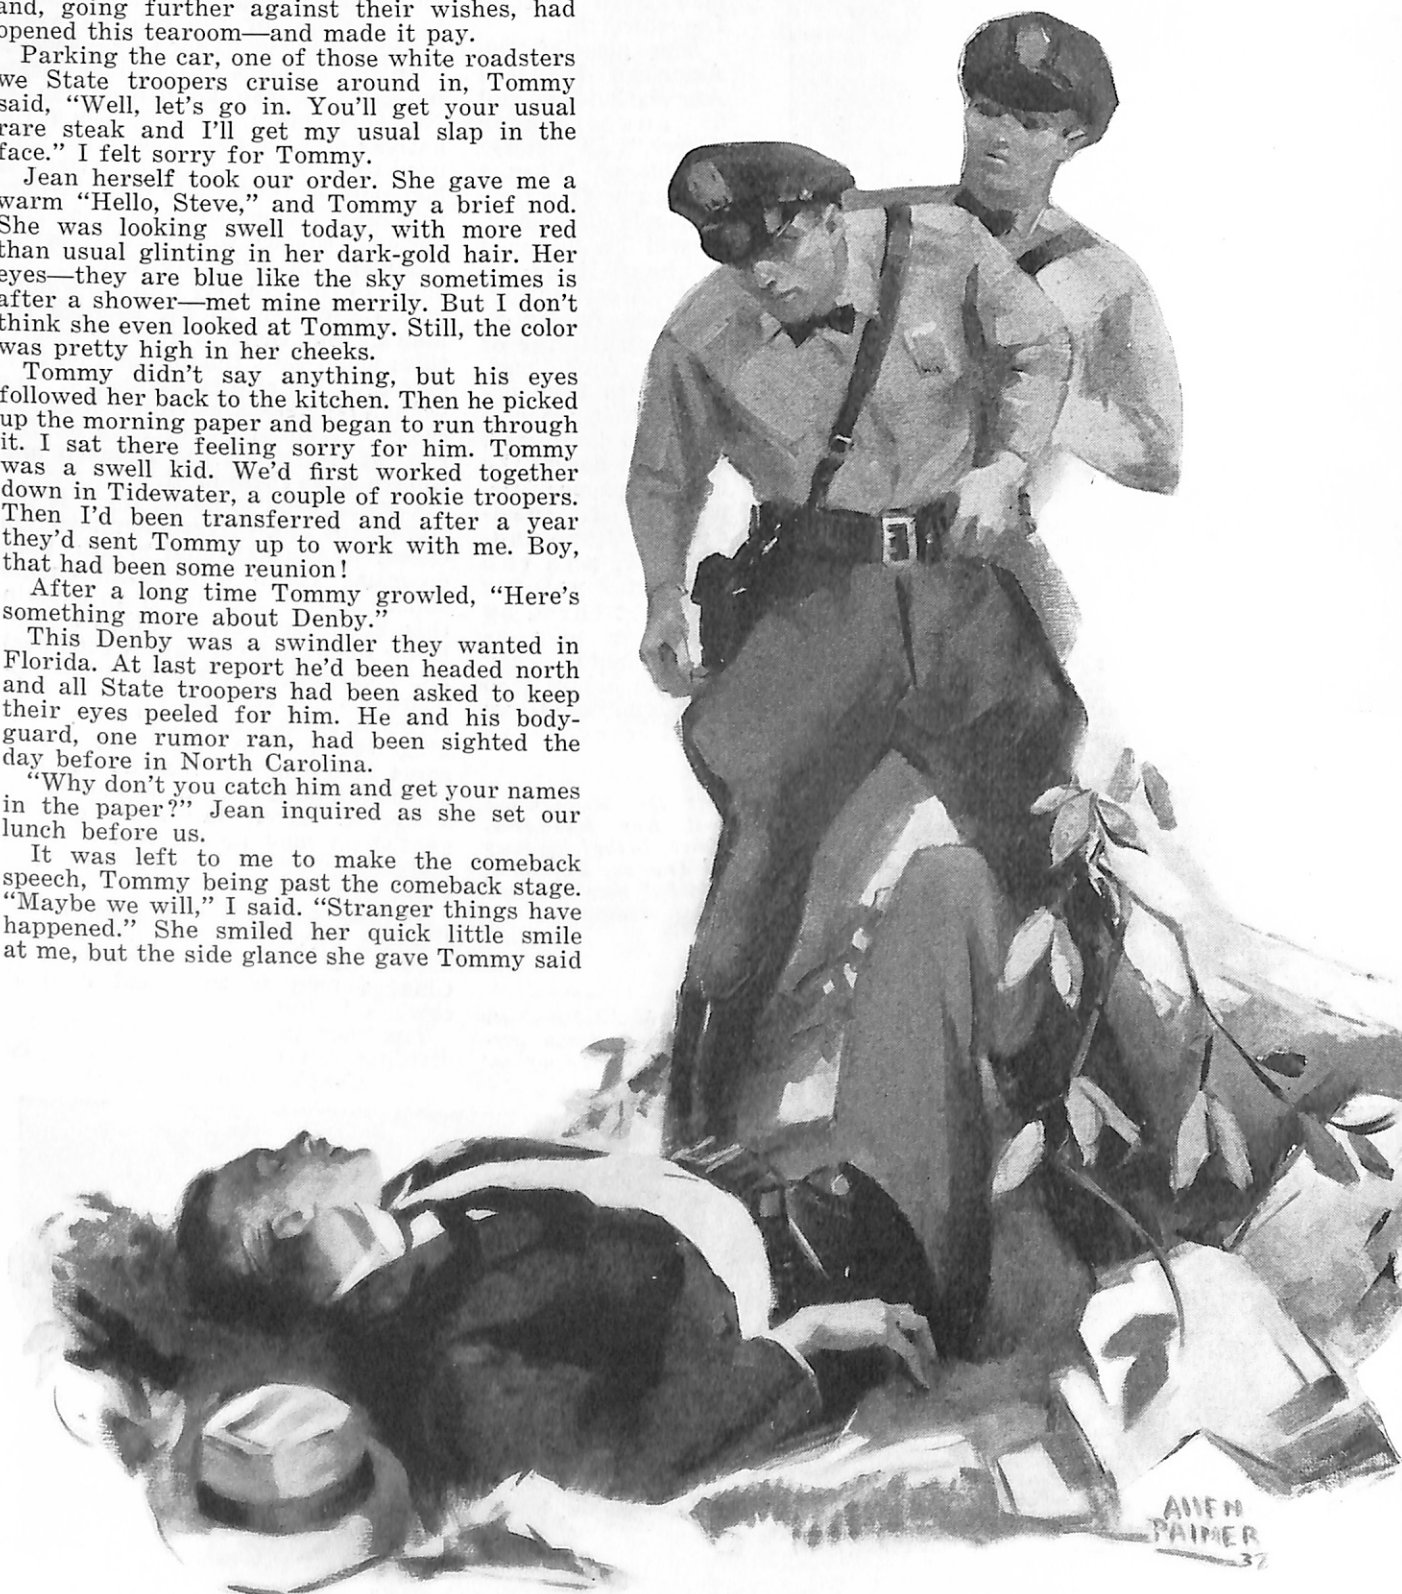 and, going further against their wishes, had
opened this tearoom—and made it pay.
Parking the car, one of those white roadsters
we State troopers cruise around in, Tommy
said, “Well, let’s go in. You’ll get your usual
rare steak and I’ll get my usual slap in the
face.” I felt sorry for Tommy.
Jean herself took our order. She gave me a
warm “Hello, Steve,” and Tommy a brief nod.
She was looking swell today, with more red
than usual glinting in her dark-gold hair. Her
eyes—they are blue like the sky sometimes is
after a shower—met mine merrily. But I don’t
think she even looked at Tommy. Still, the color
was pretty high in her cheeks.
Tommy didn’t say anything, but his eyes
followed her back to the kitchen. Then he picked
up the morning paper and began to run through
it. I sat there feeling sorry for him. Tommy
was a swell kid. We’d first worked together
down in Tidewater, a couple of rookie troopers.
Then I’d been transferred and after a year
they’d sent Tommy up to work with me. Boy,
that had been some reunion!
After a long time Tommy growled, “Here’s
something more about Denby.”
This Denby was a swindler they wanted in
Florida. At last report he’d been headed north
and all State troopers had been asked to keep
their eyes peeled for him. He and his body-
guard, one rumor ran, had been sighted the
day before in North Carolina.
“Why don’t you catch him and get your names
in the paper?” Jean inquired as she set our
lunch before us.
It was left to me to make the comeback
speech, Tommy being past the comeback stage.
“Maybe we will,” I said. “Stranger things have
happened.” She smiled her quick little smile
at me, but the side glance she gave Tommy said
ALLEN
PALMER